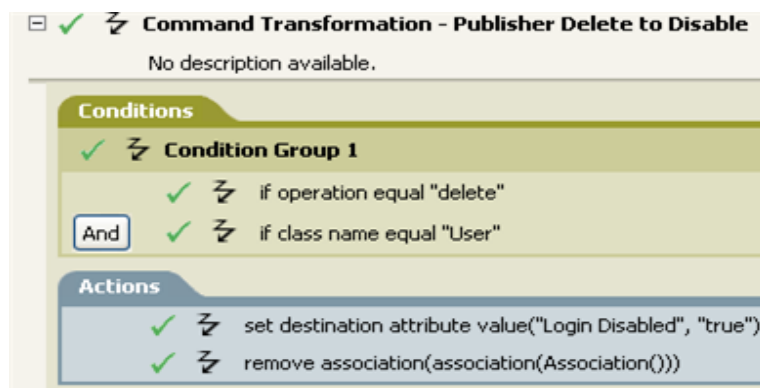 Command Transformation - Publisher Delete to Disable
No description available.
Conditions
Condition Group 1
if operation equal "delete"
And if class name equal "User"
Actions
set destination attribute value("Login Disabled", "true")
remove association(association(Association()))